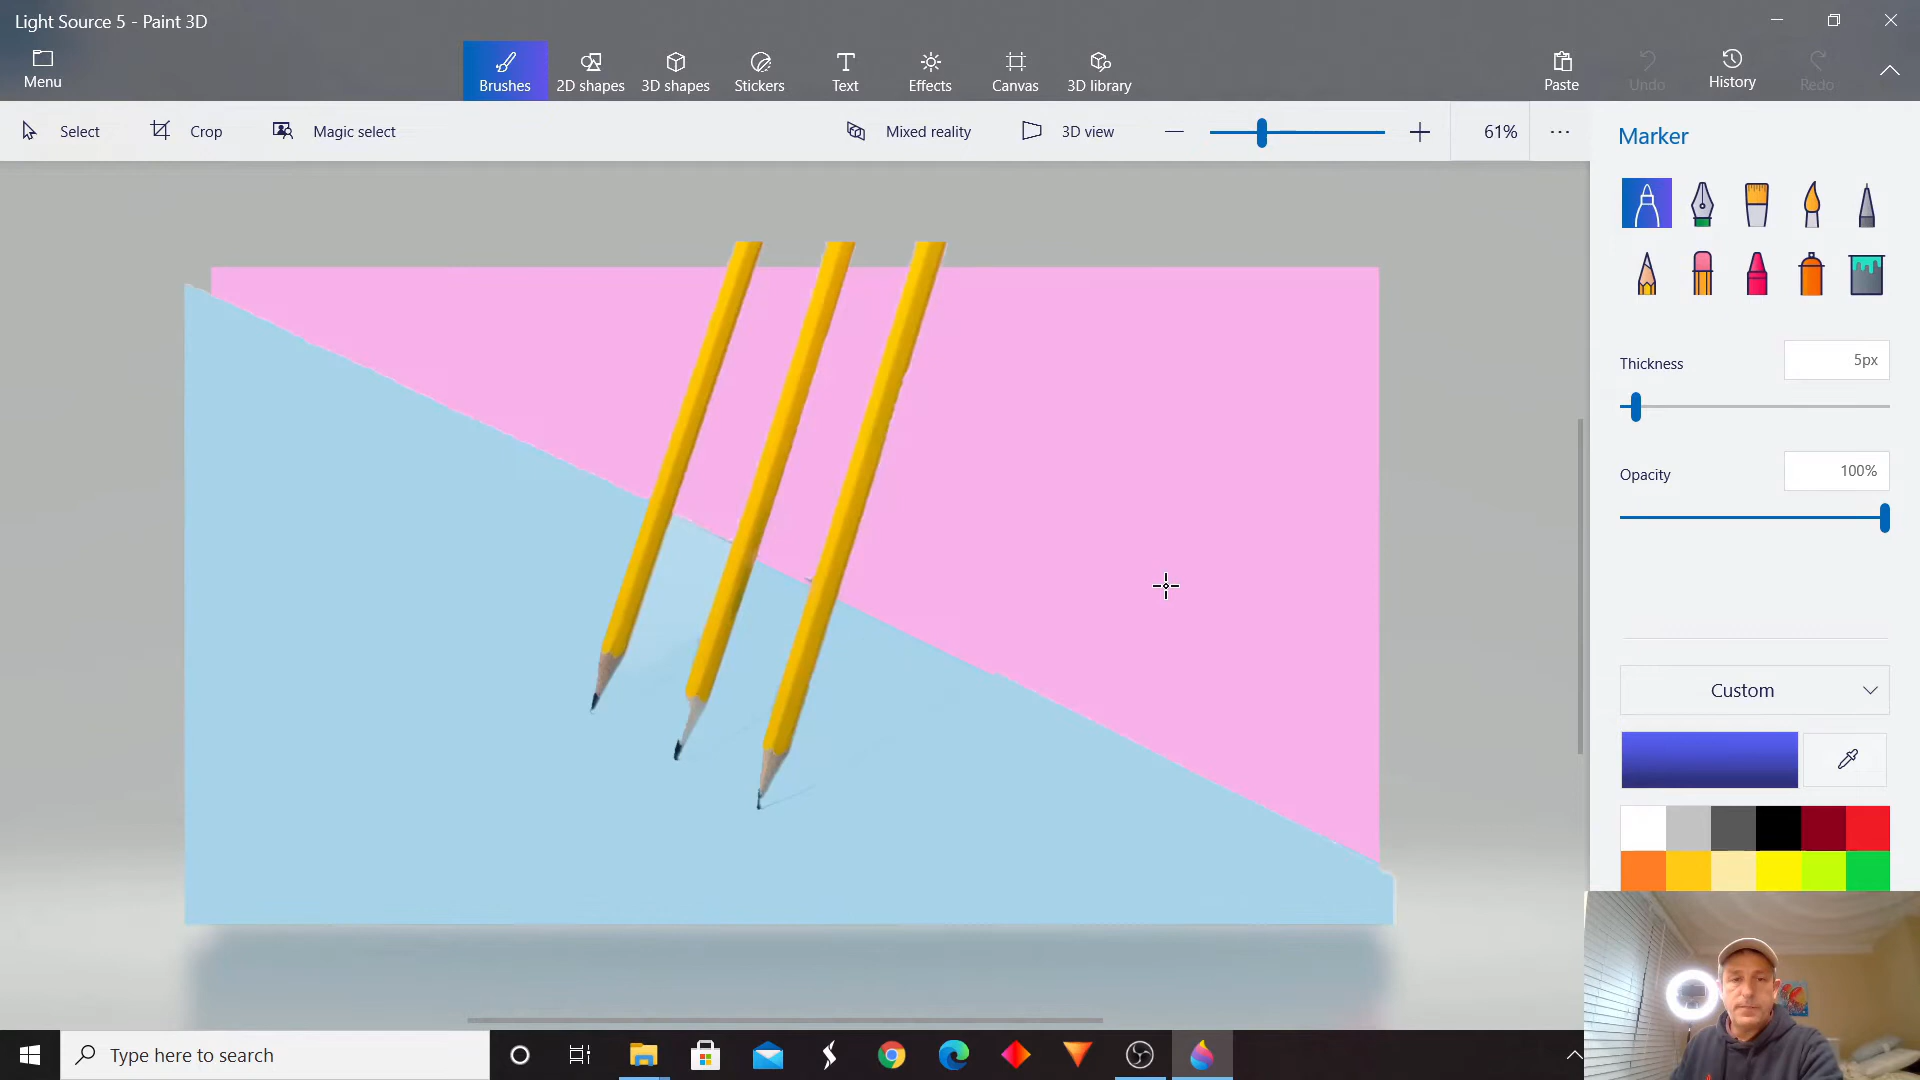 Light Source 5 - Paint 3D
Menu
Brushes
2D shapes
3D shapes
Stickers
Text
Effects
Canvas
3D library
Paste
Undo
History
Redo
Select
Crop
Magic select
Mixed reality
3D view
61%
Marker
Thickness
5px
Opacity
100%
Custom
Type here to search